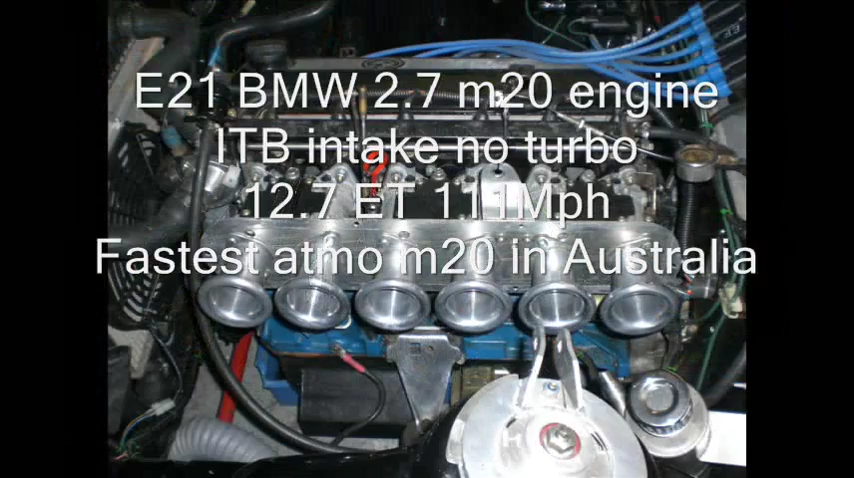 E21 BMW 2.7 m20 engine
ITB intake no turbo
12.7 ET 111Mph
Fastest atmo m20 in Australia